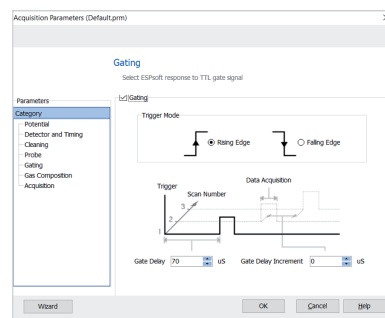 Acquisition Parameters (Default.prm)
Gating
Select ESPsoft response to TTL gate signal
Parameters
Category
Potential
Detector and Timing
Cleaning
Probe
Gating
Gas Composition
Acquisition
Gating
Trigger Mode
Rising Edge
Falling Edge
Trigger
Scan Number
Data Acquisition
3
2
1
Gate Delay 70 uS
Gate Delay Increment 0 uS
Wizard
OK
Cancel
Help